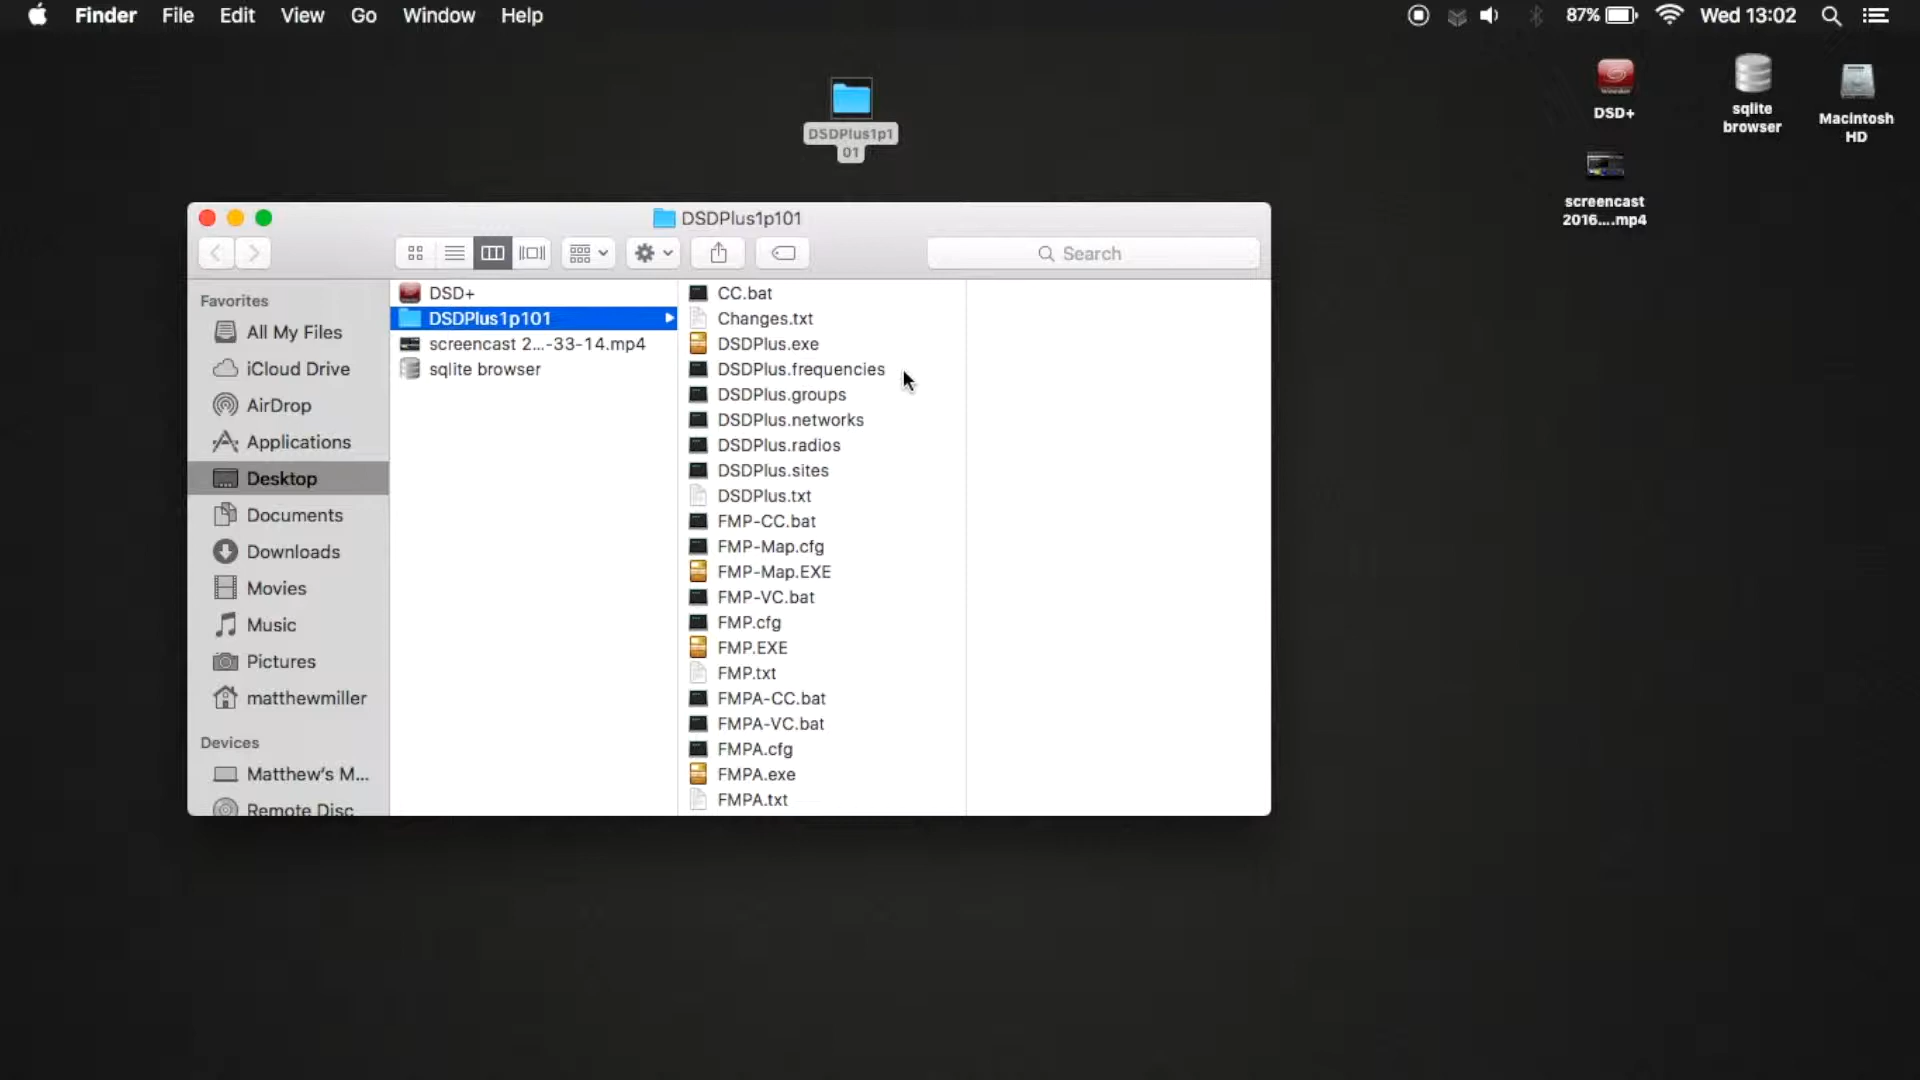 Finder File Edit View Go Window Help 87% Wed 13:02
DSDPlus1p1
01
DSD+
sqlite
browser
Macintosh
HD
screencast
2016....mp4
DSDPlus1p101
Search
Favorites
All My Files
iCloud Drive
AirDrop
Applications
Desktop
Documents
Downloads
Movies
Music
Pictures
matthewmiller
Devices
Matthew's M...
Remote Disc
DSD+
DSDPlus1p101
screencast 2...-33-14.mp4
sqlite browser
CC.bat
Changes.txt
DSDPlus.exe
DSDPlus.frequencies
DSDPlus.groups
DSDPlus.networks
DSDPlus.radios
DSDPlus.sites
DSDPlus.txt
FMP-CC.bat
FMP-Map.cfg
FMP-Map.EXE
FMP-VC.bat
FMP.cfg
FMP.EXE
FMP.txt
FMPA-CC.bat
FMPA-VC.bat
FMPA.cfg
FMPA.exe
FMPA.txt